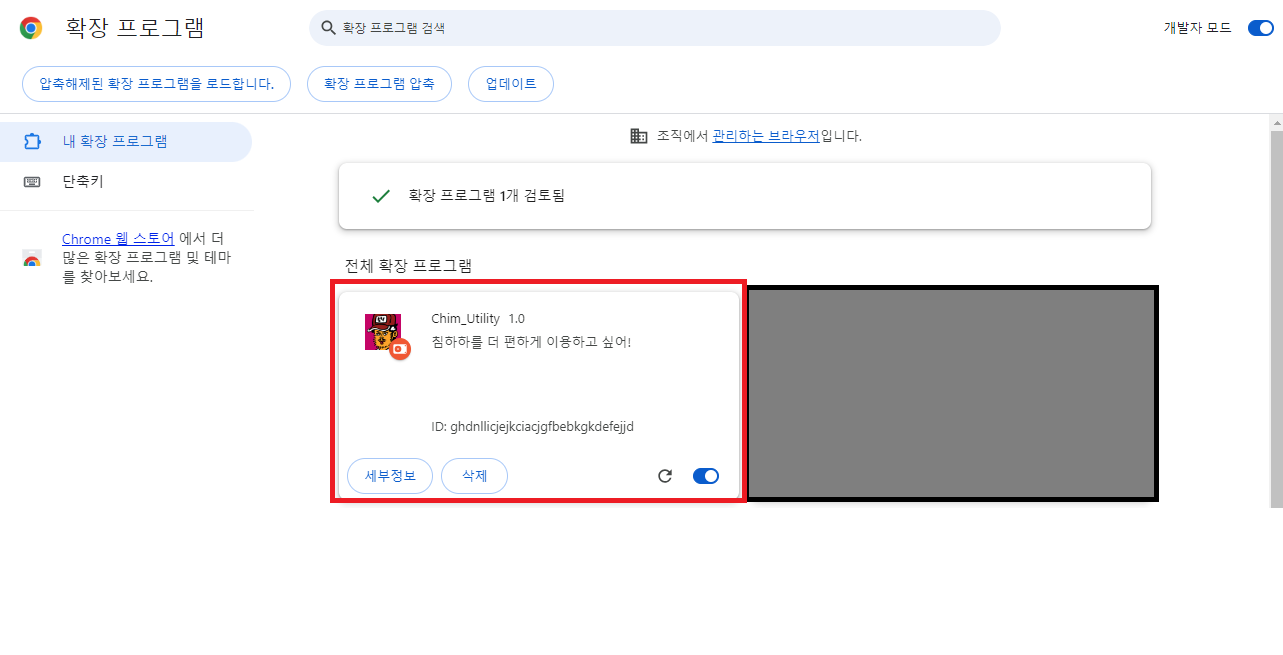 확장 프로그램
확장 프로그램 검색
개발자 모드
압축해제된 확장 프로그램을 로드합니다.
확장 프로그램 압축
업데이트
내 확장 프로그램
단축키
Chrome 웹 스토어 에서 더
많은 확장 프로그램 및 테마
를 찾아보세요.
조직에서 관리하는 브라우저입니다.
확장 프로그램 1개 검토됨
전체 확장 프로그램
Chim_Utility 1.0
침하하를 더 편하게 이용하고 싶어!
ID: ghdnllicjejkciacjgfbebkgkdefejjd
세부정보
삭제